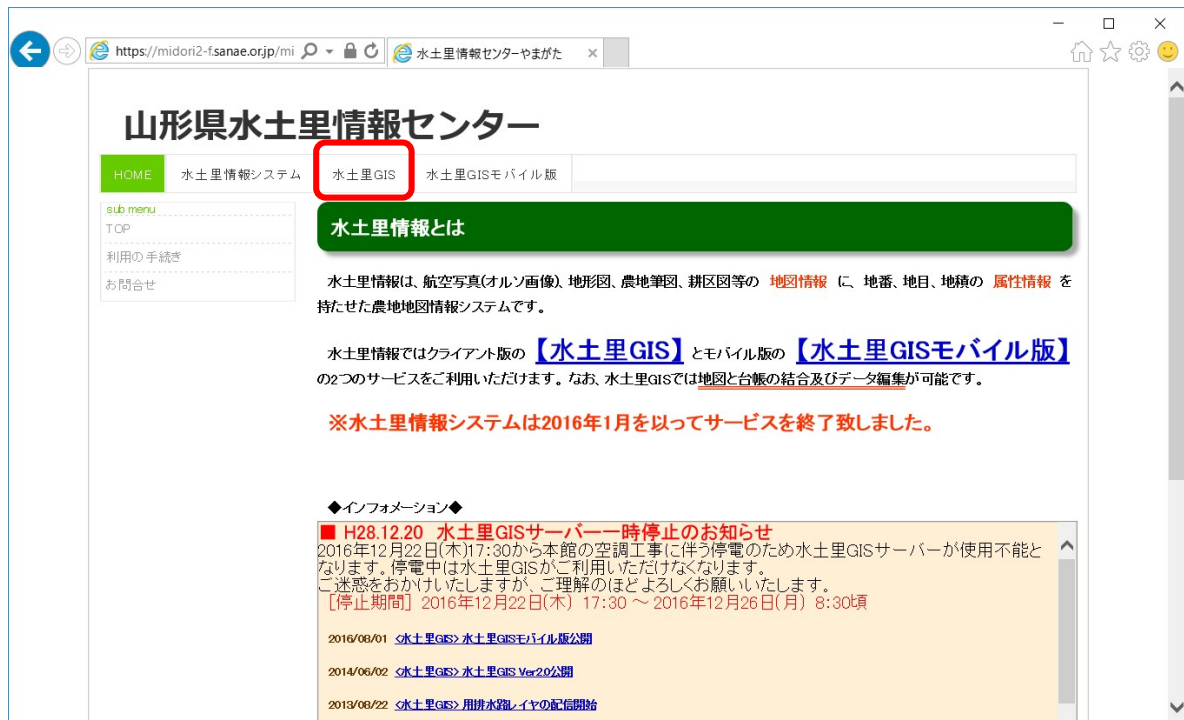 https://midori2-f.sanae.or.jp/mi
水土里情報センターやまがた
山形県水土里情報センター
HOME 水土里情報システム 水土里GIS 水土里GISモバイル版
sub menu
TOP
利用の手続き
お問合せ
水土里情報とは
水土里情報は、航空写真(オルソ画像)、地形図、農地筆図、耕区図等の 地図情報 に、地番、地目、地積の 属性情報 を
持たせた農地地図情報システムです。
水土里情報ではクライアント版の 【水土里GIS】 とモバイル版の 【水土里GISモバイル版】
の2つのサービスをご利用いただけます。なお、水土里GISでは地図と台帳の結合及びデータ編集が可能です。
※水土里情報システムは2016年1月を以ってサービスを終了致しました。
◆インフォメーション◆
■ H28.12.20 水土里GISサーバー一時停止のお知らせ
2016年12月22日(木)17:30から本館の空調工事に伴う停電のため水土里GISサーバーが使用不能と
なります。停電中は水土里GISがご利用いただけなくなります。
ご迷惑をおかけいたしますが、ご理解のほどよろしくお願いいたします。
［停止期間］2016年12月22日(木) 17:30 ～ 2016年12月26日(月) 8:30頃
2016/08/01 <水土里GIS> 水土里GISモバイル版公開
2014/06/02 <水土里GIS> 水土里GIS Ver2.0公開
2013/08/22 <水土里GIS> 用排水路レイヤの配信開始